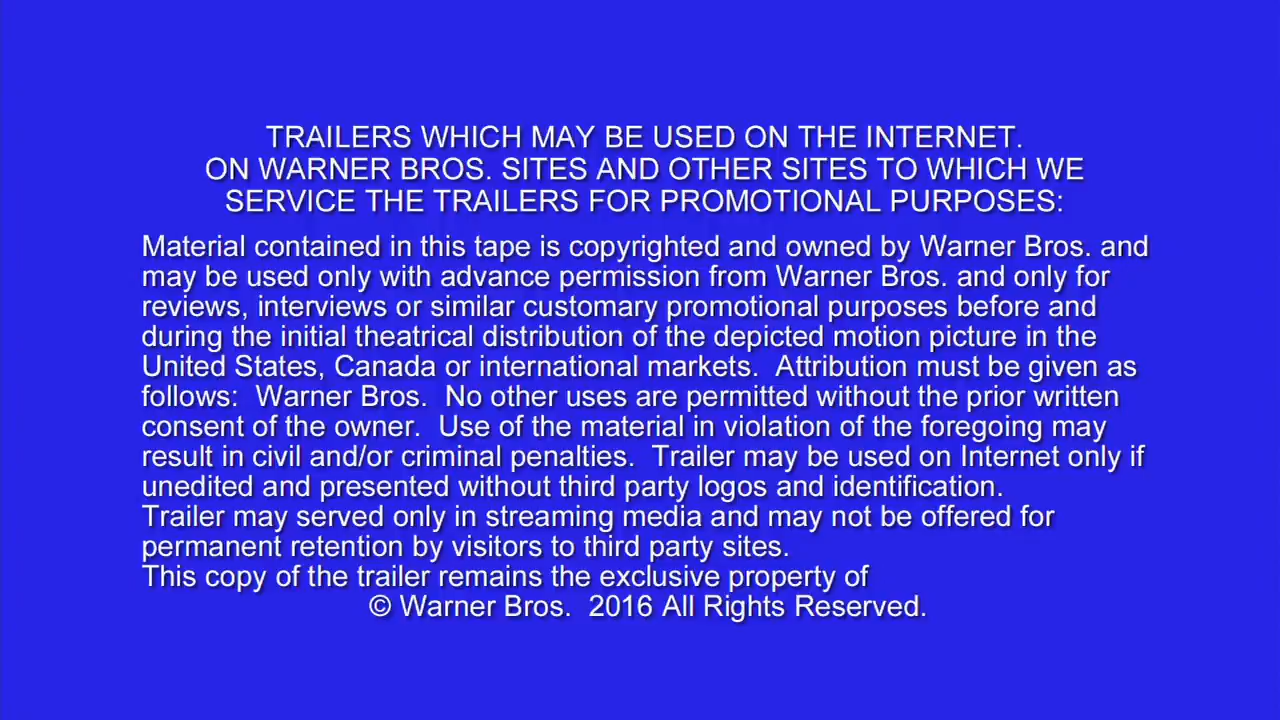 TRAILERS WHICH MAY BE USED ON THE INTERNET.
ON WARNER BROS. SITES AND OTHER SITES TO WHICH WE
SERVICE THE TRAILERS FOR PROMOTIONAL PURPOSES:
Material contained in this tape is copyrighted and owned by Warner Bros. and
may be used only with advance permission from Warner Bros. and only for
reviews, interviews or similar customary promotional purposes before and
during the initial theatrical distribution of the depicted motion picture in the
United States, Canada or international markets.  Attribution must be given as
follows:  Warner Bros.  No other uses are permitted without the prior written
consent of the owner.  Use of the material in violation of the foregoing may
result in civil and/or criminal penalties.  Trailer may be used on Internet only if
unedited and presented without third party logos and identification.
Trailer may served only in streaming media and may not be offered for
permanent retention by visitors to third party sites.
This copy of the trailer remains the exclusive property of
© Warner Bros.  2016 All Rights Reserved.